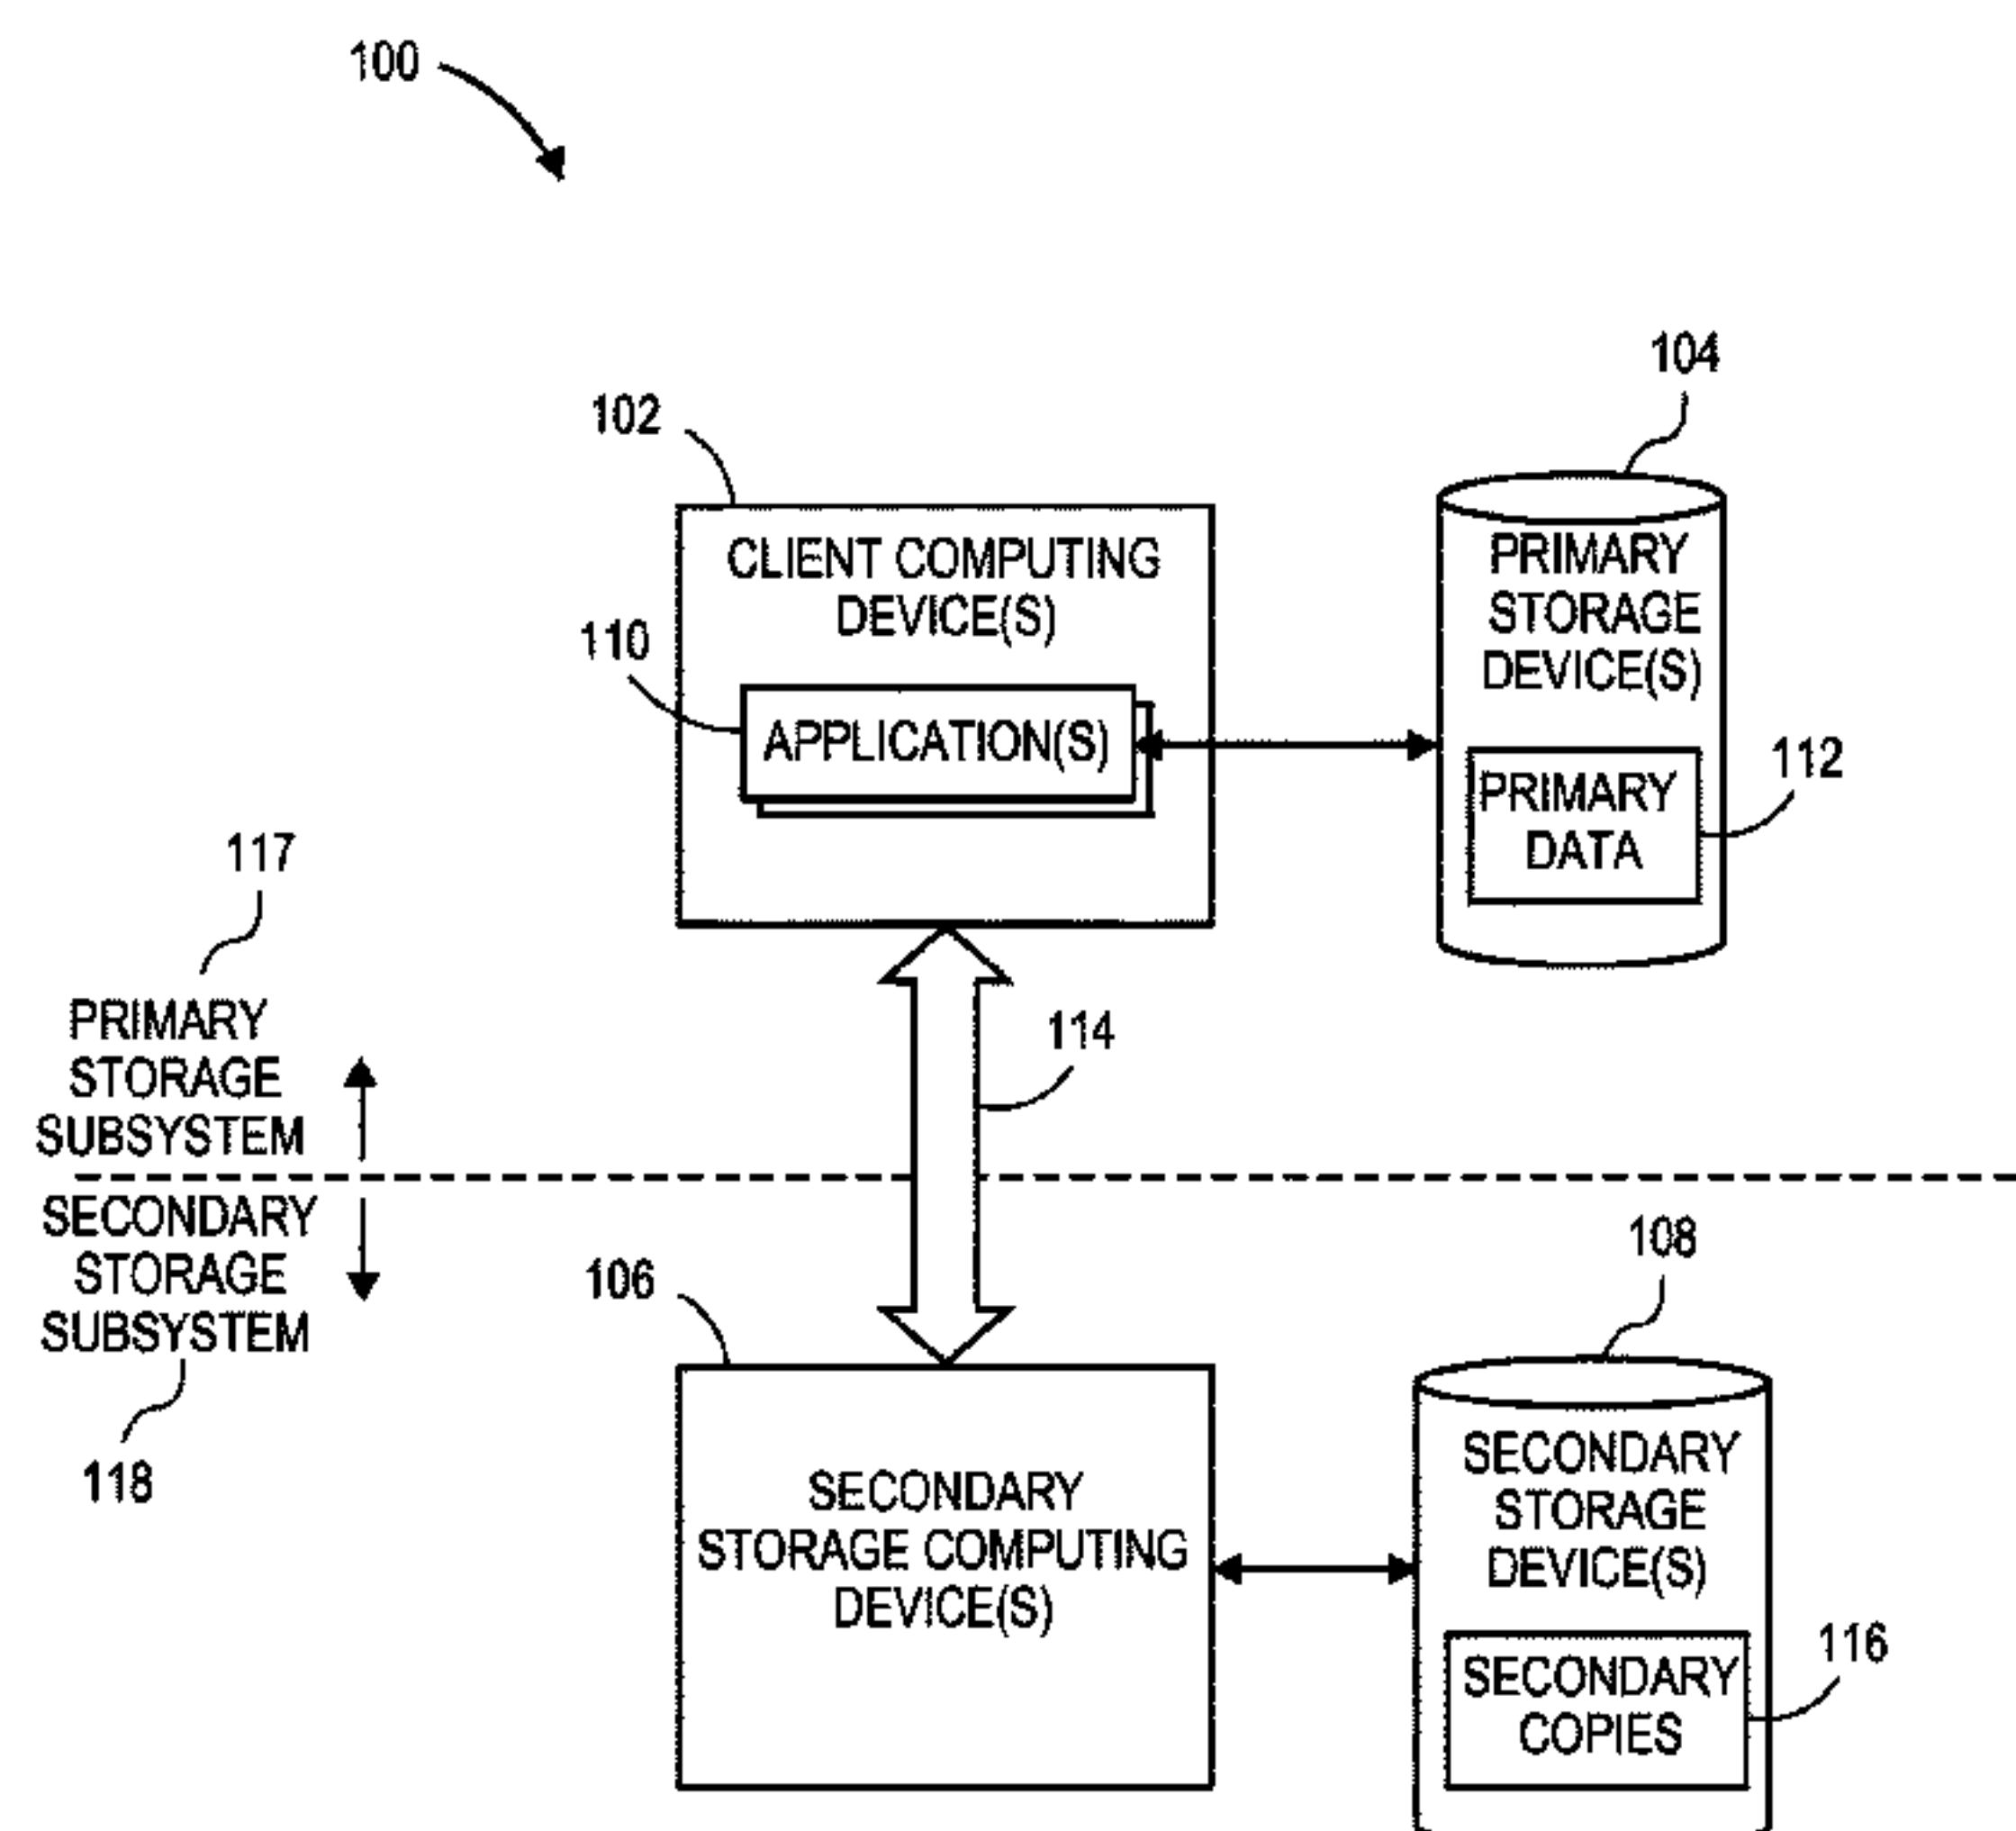 100
104
102
CLIENT COMPUTING
DEVICE(S)
PRIMARY
STORAGE
DEVICE(S)
110
APPLICATION(S)
PRIMARY
DATA
112
117
PRIMARY
STORAGE
SUBSYSTEM
114
SECONDARY
STORAGE
SUBSYSTEM
118
106
108
SECONDARY
STORAGE COMPUTING
DEVICE(S)
SECONDARY
STORAGE
DEVICE(S)
SECONDARY
COPIES
116